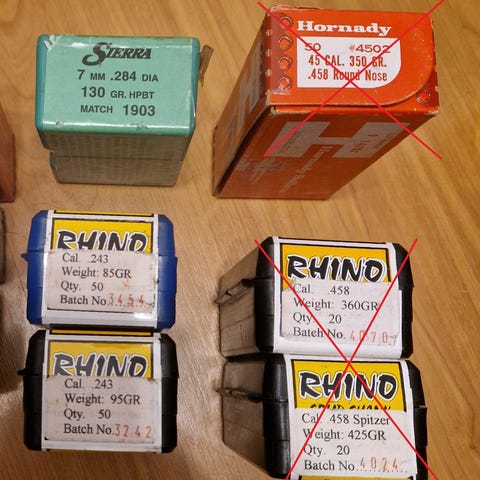 SIERRA
7 MM .284 DIA
130 GR. HPBT
MATCH 1903
Hornady
50 #4502
45 CAL. 350 GR.
.458 Round Nose
RHINO
Cal. .243
Weight: 85GR
Qty. 50
Batch No. 3454
RHINO
Cal. .458
Weight: 360GR
Qty. 20
Batch No. 4070
RHINO
Cal. .243
Weight: 95GR
Qty. 50
Batch No. 3242
RHINO
SOLID SHANK
Cal. .458 Spitzer
Weight: 425GR
Qty. 20
Batch No. 4024